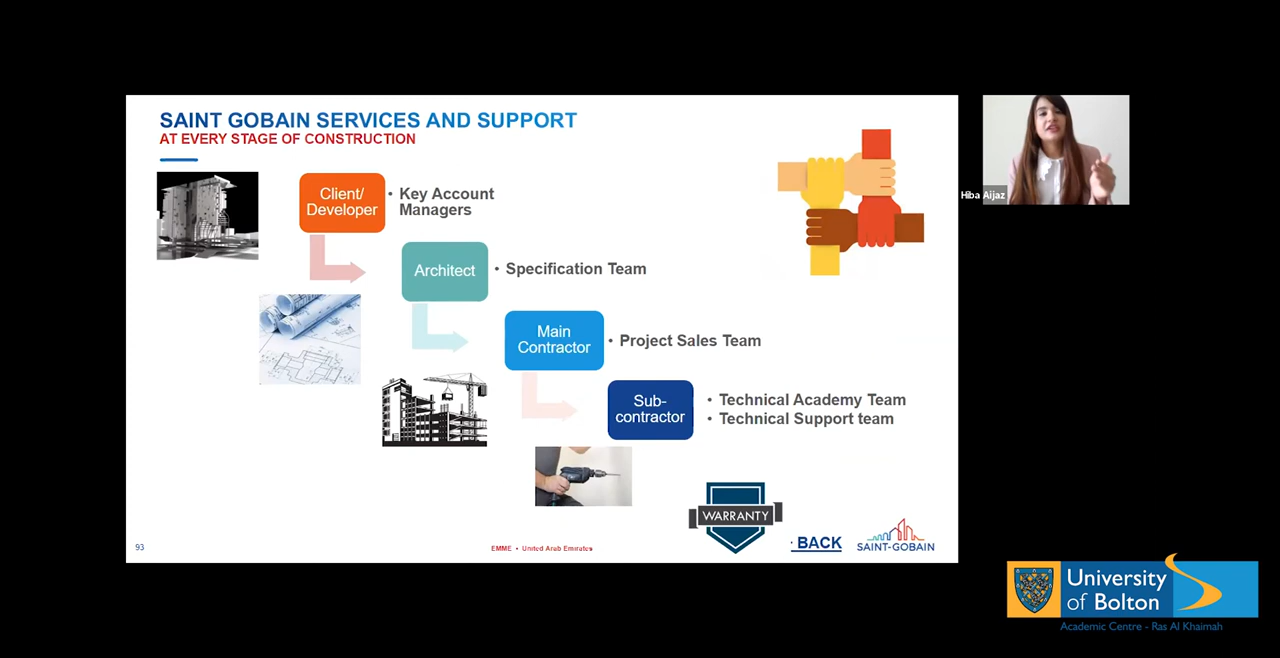 SAINT GOBAIN SERVICES AND SUPPORT
AT EVERY STAGE OF CONSTRUCTION
Client/
Developer
• Key Account
Managers
Architect
• Specification Team
Main
Contractor
• Project Sales Team
Sub-
contractor
• Technical Academy Team
• Technical Support team
WARRANTY
BACK
SAINT-GOBAIN
93
EMME • United Arab Emirates
Hiba Aijaz
University
of Bolton
Academic Centre - Ras Al Khaimah